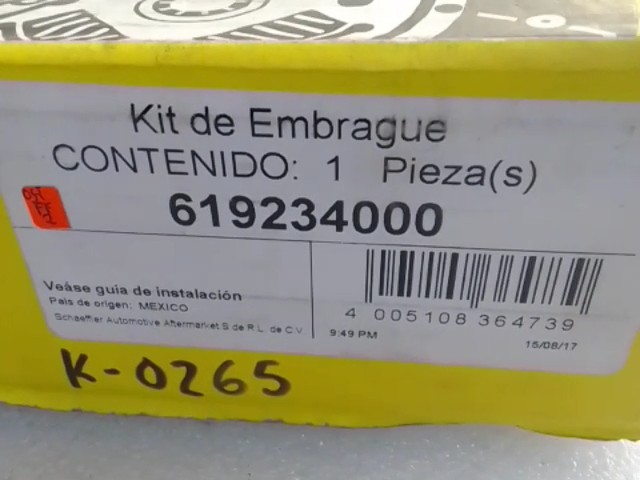 Kit de Embrague
CONTENIDO: 1 Pieza(s)
619234000
Veáse guia de instalación
Pais de origen: MEXICO
Schaeffler Automotive Aftermarket S de R.L. de C.V
4 005108 364739
9:49 PM
15/08/17
K-0265